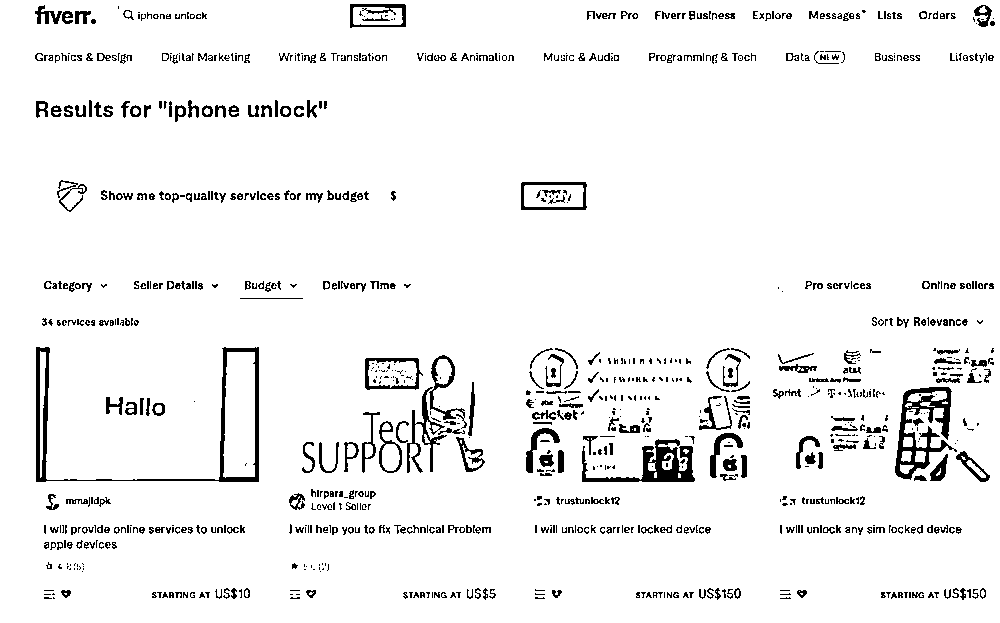 fiverr.
iphone unlock
Search
Fiverr Pro Fiverr Business Explore Messages Lists Orders
Graphics & Design Digital Marketing Writing & Translation Video & Animation Music & Audio Programming & Tech Data NEW Business Lifestyle
Results for "iphone unlock"
Show me top-quality services for my budget $
Apply
Category Seller Details Budget Delivery Time Pro services Online sellers
34 services available
Sort by Relevance
Hallo
Tech
SUPPORT
CARRIER UNLOCK
NETWORK UNLOCK
SIM UNLOCK
cricket
verizon at&t
Unlock Any Phone
Sprint T-Mobile
cricket
mmajidpk
I will provide online services to unlock
apple devices
STARTING AT US$10
hirpara_group
Level 1 Seller
I will help you to fix Technical Problem
STARTING AT US$5
trustunlock12
I will unlock carrier locked device
STARTING AT US$150
trustunlock12
I will unlock any sim locked device
STARTING AT US$150